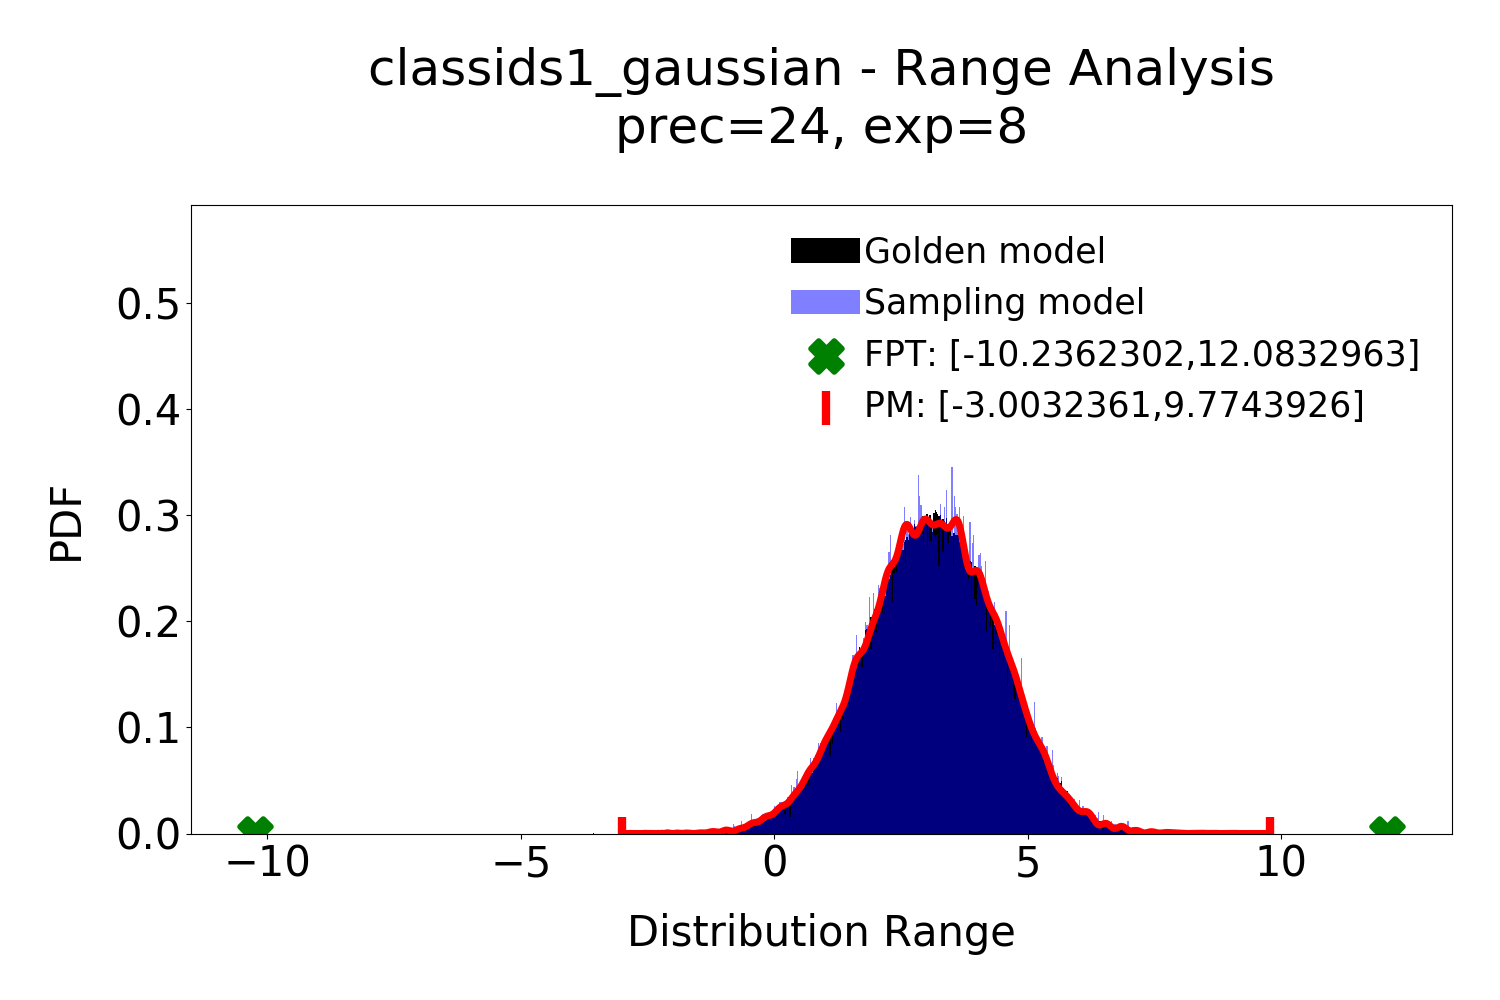 classids1_gaussian - Range Analysis
prec=24, exp=8
Golden model
Sampling model
FPT: [-10.2362302,12.0832963]
PM: [-3.0032361,9.7743926]
PDF
0.5
0.4
0.3
0.2
0.1
0.0
−10 −5 0 5 10
Distribution Range